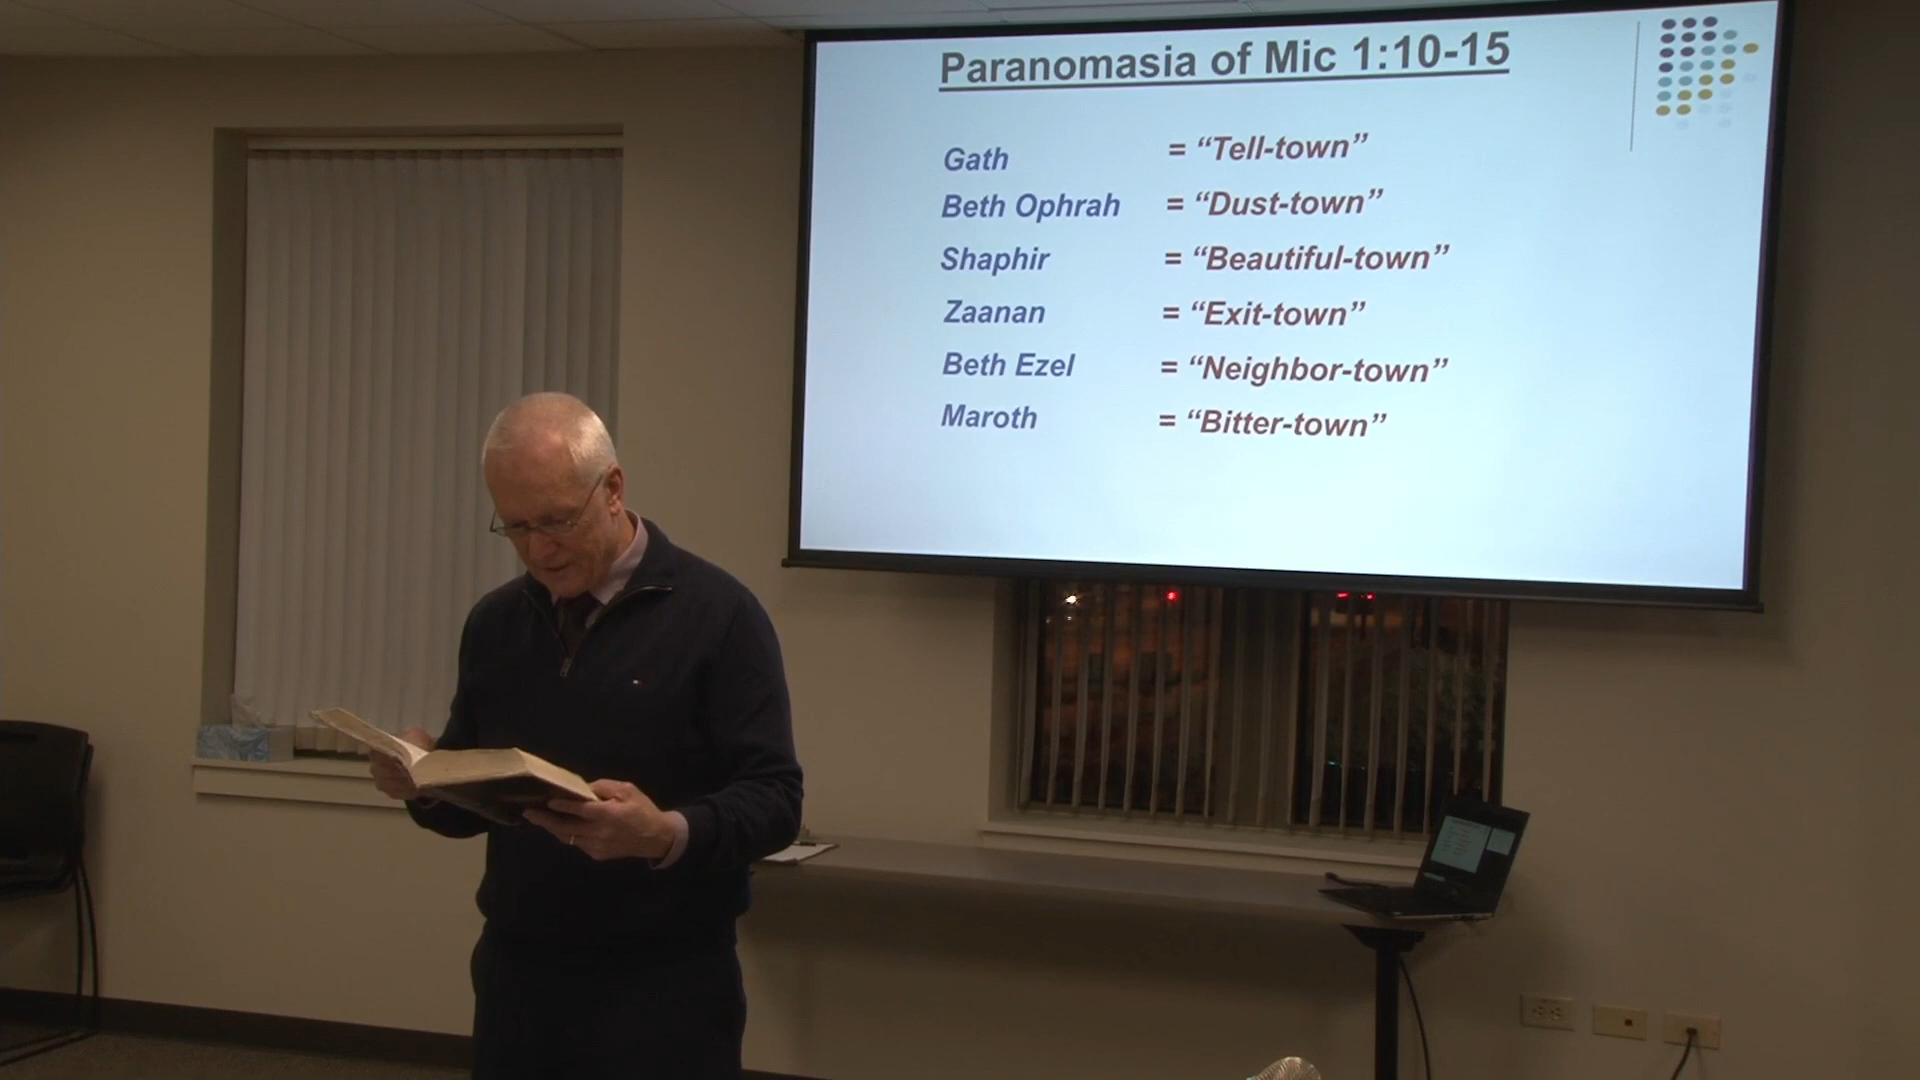 Paranomasia of Mic 1:10-15
Gath = “Tell-town”
Beth Ophrah = “Dust-town”
Shaphir = “Beautiful-town”
Zaanan = “Exit-town”
Beth Ezel = “Neighbor-town”
Maroth = “Bitter-town”